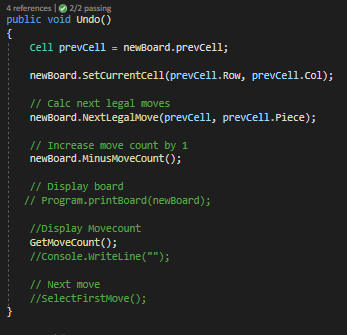 4 references | 2/2 passing
public void Undo()
{
Cell prevCell = newBoard.prevCell;
newBoard.SetCurrentCell(prevCell.Row, prevCell.Col);
// Calc next legal moves
newBoard.NextLegalMove(prevCell, prevCell.Piece);
// Increase move count by 1
newBoard.MinusMoveCount();
// Display board
// Program.printBoard(newBoard);
//Display Movecount
GetMoveCount();
//Console.WriteLine("");
// Next move
//SelectFirstMove();
}